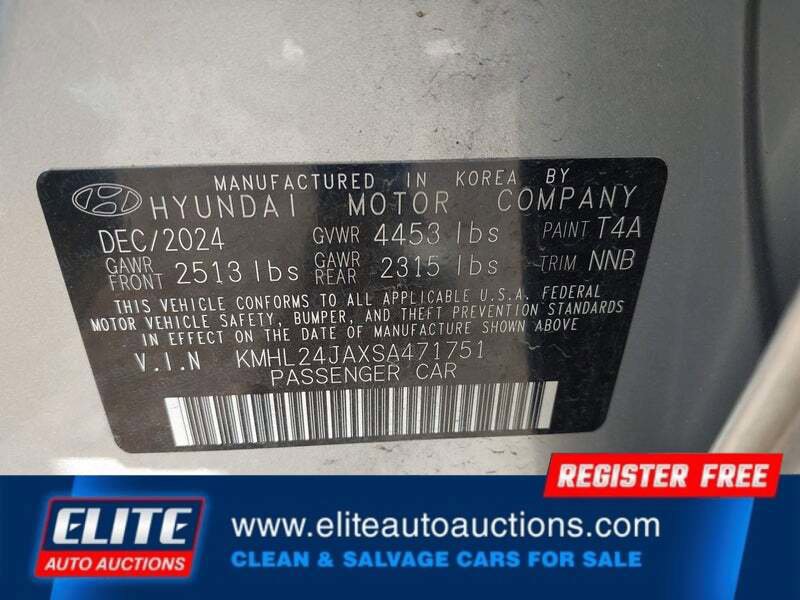 MANUFACTURED IN KOREA BY
HYUNDAI MOTOR COMPANY
DEC/2024 GVWR 4453 lbs PAINT T4A
GAWR FRONT 2513 lbs GAWR REAR 2315 lbs TRIM NNB
THIS VEHICLE CONFORMS TO ALL APPLICABLE U.S.A. FEDERAL
MOTOR VEHICLE SAFETY, BUMPER, AND THEFT PREVENTION STANDARDS
IN EFFECT ON THE DATE OF MANUFACTURE SHOWN ABOVE.
V.I.N KMHL24JAXSA471751
PASSENGER CAR
REGISTER FREE
ELITE
AUTO AUCTIONS
www.eliteautoauctions.com
CLEAN & SALVAGE CARS FOR SALE